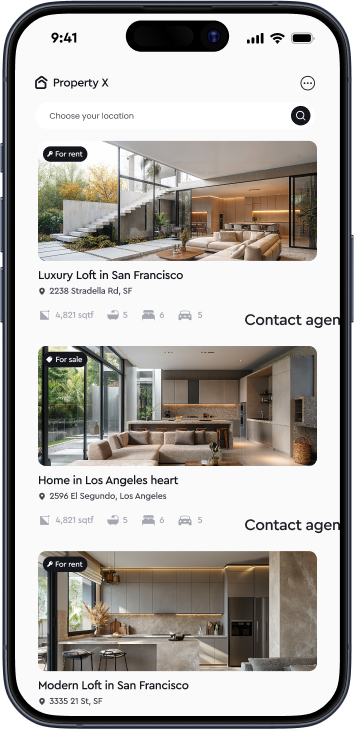 9:41
Property X
Choose your location
For rent
Luxury Loft in San Francisco
2238 Stradella Rd, SF
4,821 sqtf 5 6 5
Contact agen
For sale
Home in Los Angeles heart
2596 El Segundo, Los Angeles
4,821 sqtf 5 6 5
Contact agen
For rent
Modern Loft in San Francisco
3335 21 St, SF